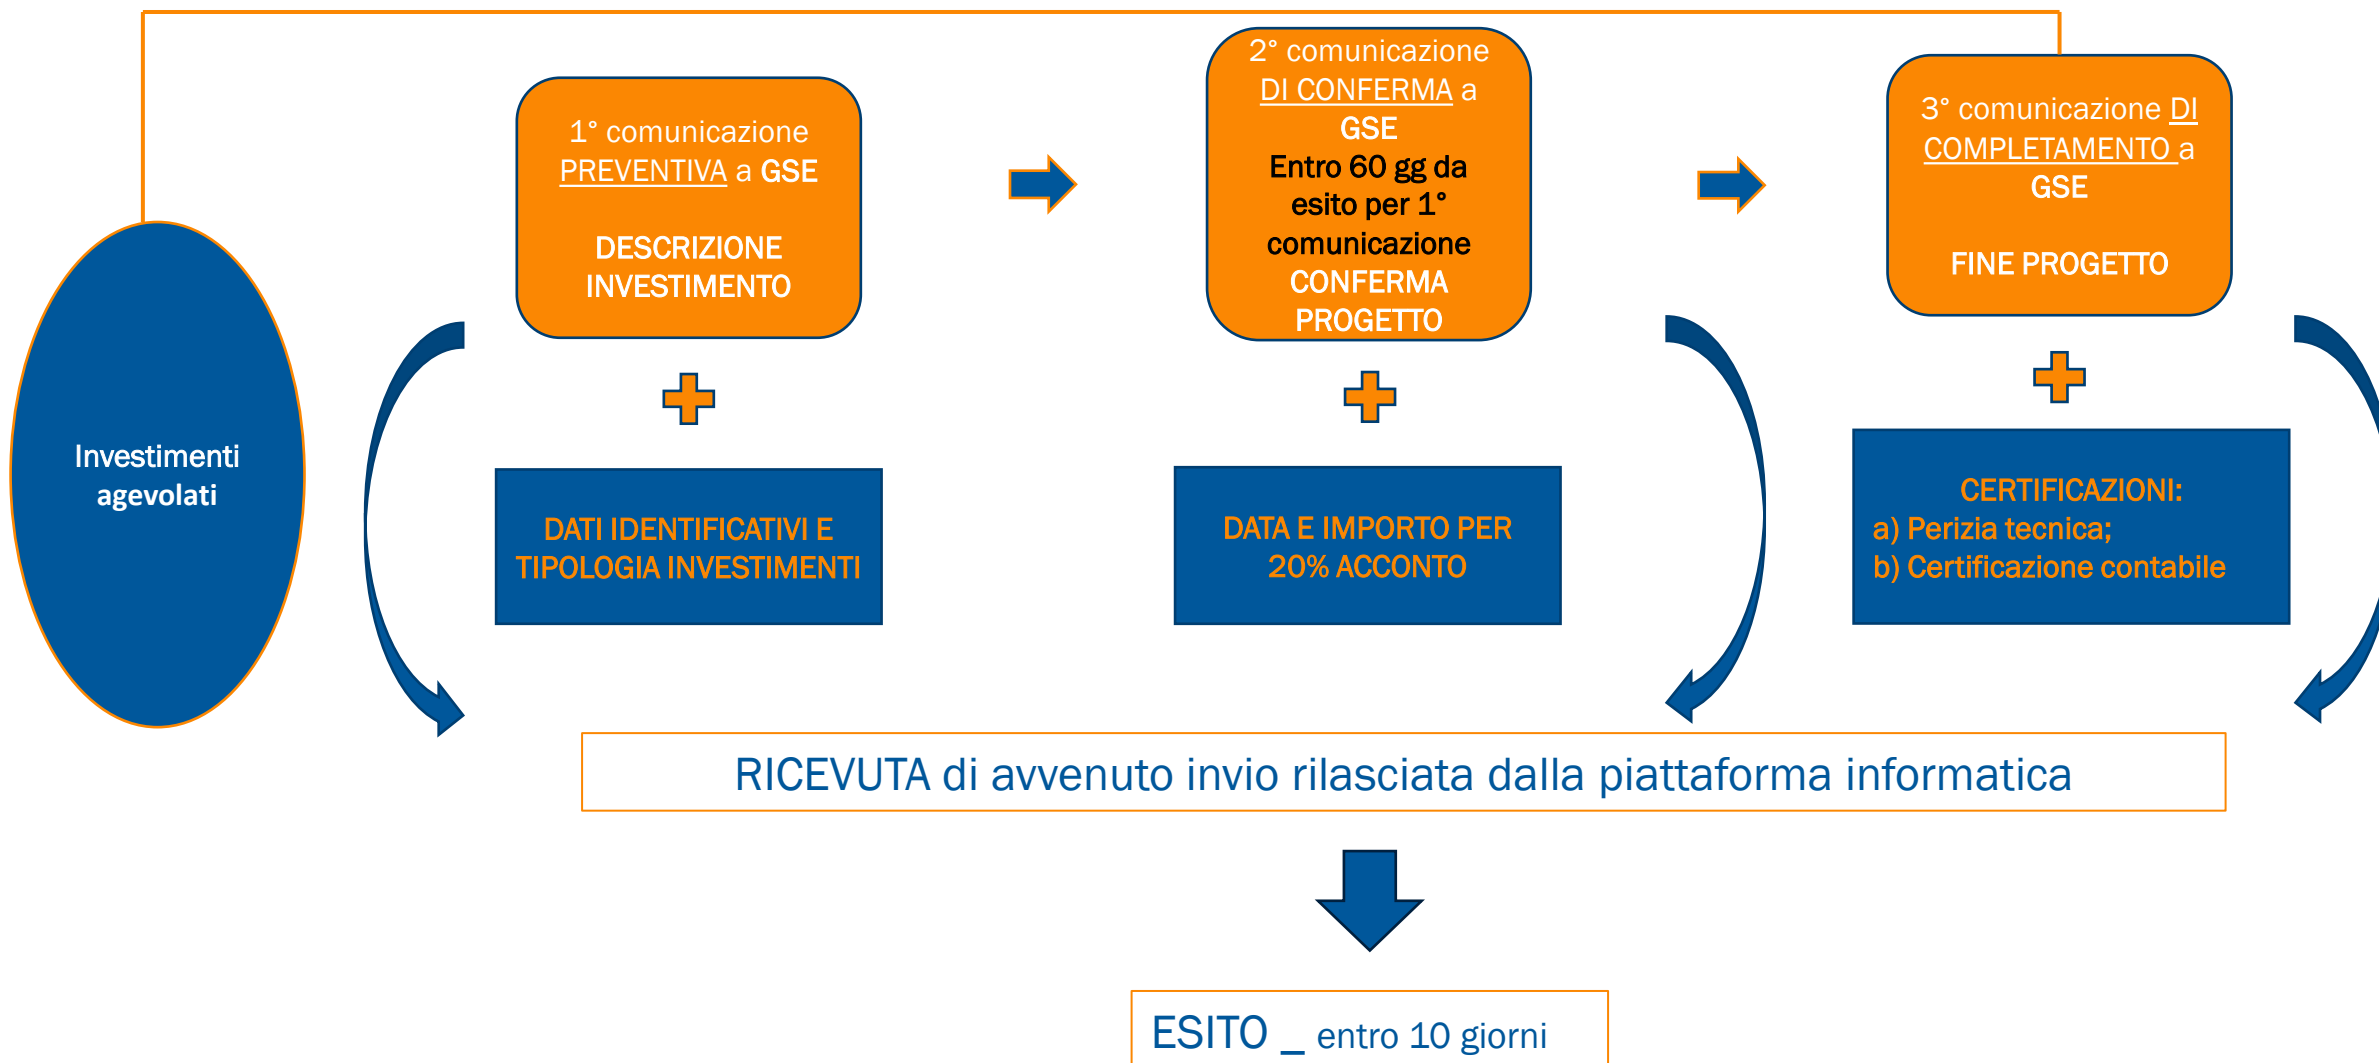 Investimenti
agevolati
1° comunicazione
PREVENTIVA a GSE
DESCRIZIONE
INVESTIMENTO
DATI IDENTIFICATIVI E
TIPOLOGIA INVESTIMENTI
2° comunicazione
DI CONFERMA a
GSE
Entro 60 gg da
esito per 1°
comunicazione
CONFERMA
PROGETTO
DATA E IMPORTO PER
20% ACCONTO
3° comunicazione DI
COMPLETAMENTO a
GSE
FINE PROGETTO
CERTIFICAZIONI:
a) Perizia tecnica;
b) Certificazione contabile
RICEVUTA di avvenuto invio rilasciata dalla piattaforma informatica
ESITO _ entro 10 giorni